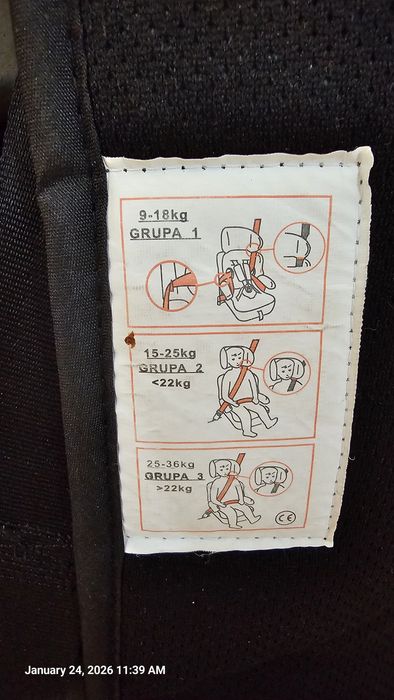 9-18kg
GRUPA 1
15-25kg
GRUPA 2
<22kg
25-36kg
GRUPA 3
>22kg
CE
January 24, 2026 11:39 AM